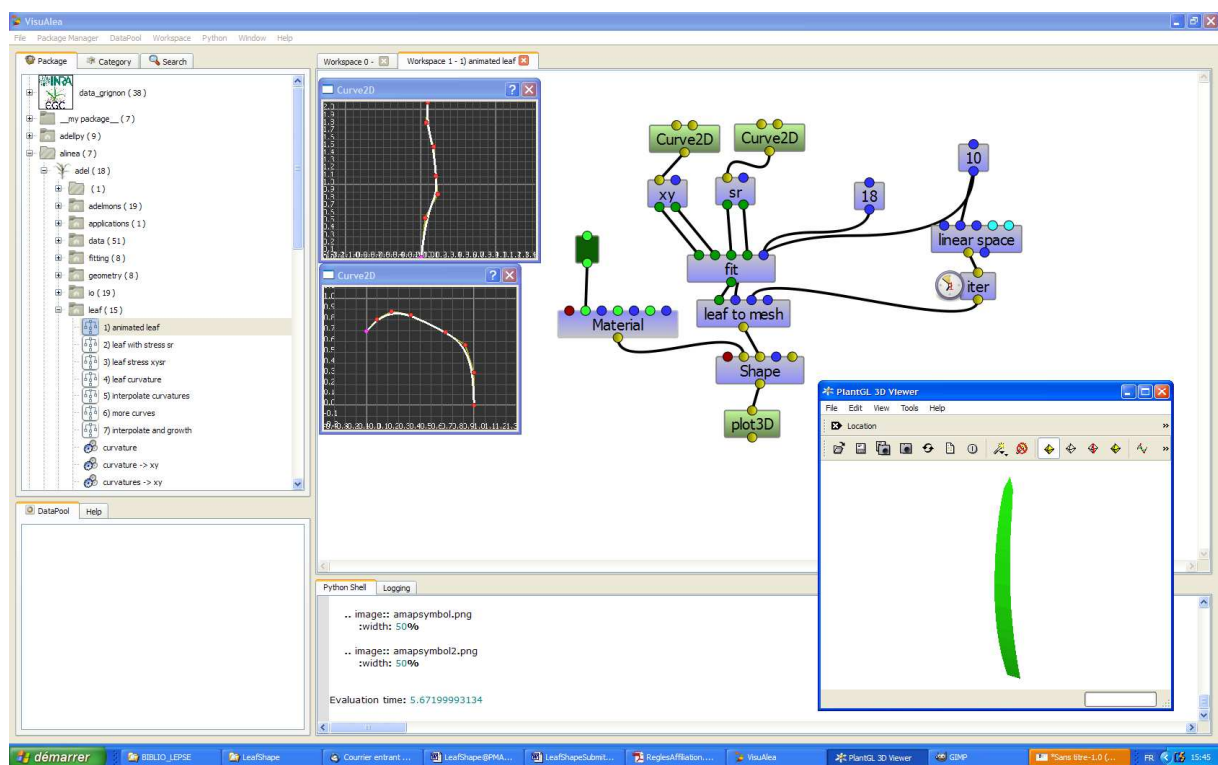 VisuAlea
File Package Manager DataPool Workspace Python Window Help
Package
Category
Search
INRA
EGC
data_grignon ( 38 )
__my package__ ( 7 )
adellpy ( 9 )
alinea ( 7 )
adel ( 18 )
( 1 )
adelmons ( 19 )
applications ( 1 )
data ( 51 )
fitting ( 8 )
geometry ( 8 )
io ( 19 )
leaf ( 15 )
1) animated leaf
2) leaf with stress sr
3) leaf stress xysr
4) leaf curvature
5) interpolate curvatures
6) more curves
7) interpolate and growth
curvature
curvature -> xy
curvatures -> xy
DataPool
Help
Workspace 0 -
Workspace 1 - 1) animated leaf
Curve2D
Curve2D
Curve2D
Curve2D
10
xy
sr
18
linear space
fit
iter
leaf to mesh
Material
Shape
plot3D
PlantGL 3D Viewer
File Edit View Tools Help
Location
Python Shell
Logging
.. image:: amapsymbol.png
:width: 50%
.. image:: amapsymbol2.png
:width: 50%
Evaluation time: 5.67199993134
démarrer
BIBLIO_LEPSE
LeafShape
Courrier entrant ...
LeafShape@PMA...
LeafShapeSubmit...
ReglesAffiliation....
VisuAlea
PlantGL 3D Viewer
GIMP
*Sans titre-1.0 (...
FR
15:45